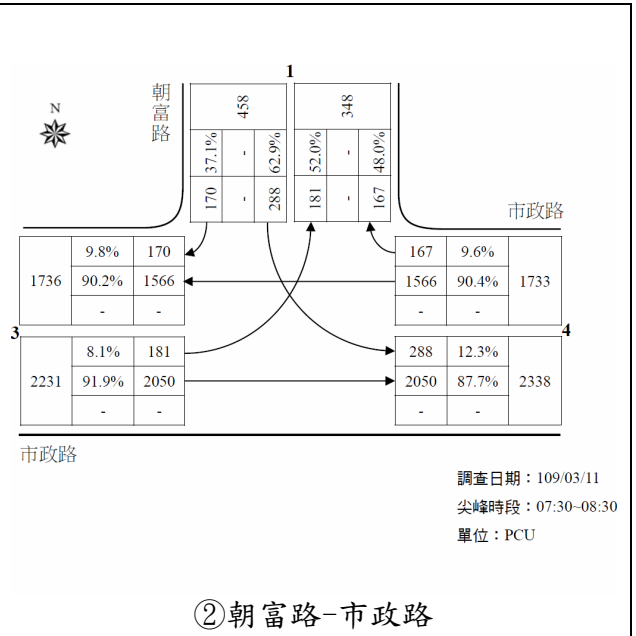 1
N
朝富路
458
348
37.1% - 62.9%
52.0% - 48.0%
170 - 288
181 - 167
市政路
1736
9.8% 170
90.2% 1566
- -
167 9.6%
1566 90.4%
- -
1733
3
4
2231
8.1% 181
91.9% 2050
- -
288 12.3%
2050 87.7%
- -
2338
市政路
調查日期：109/03/11
尖峰時段：07:30~08:30
單位：PCU
②朝富路-市政路